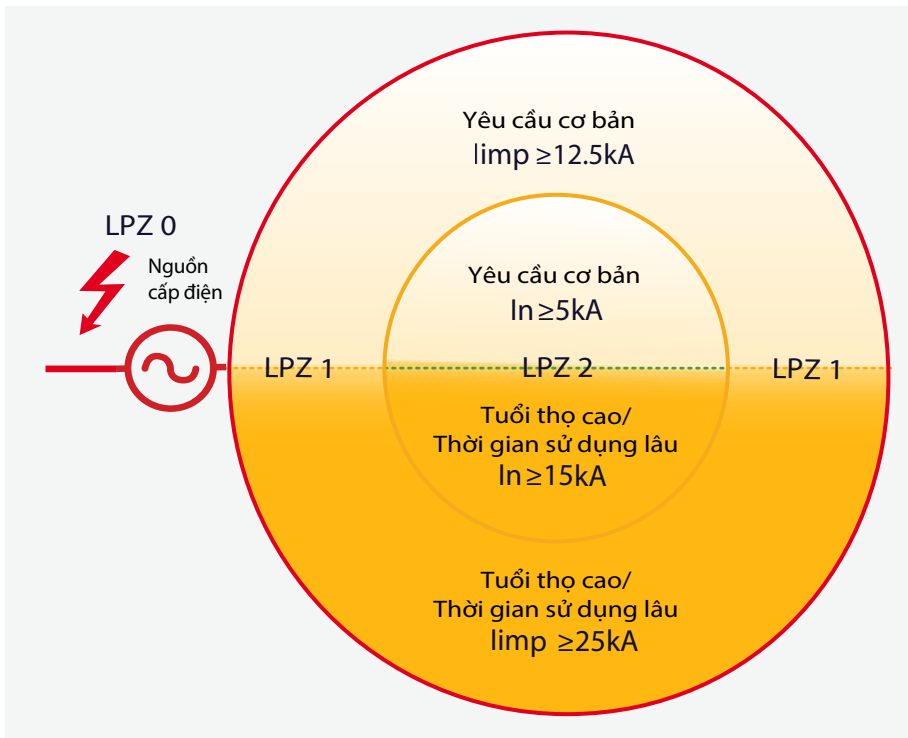 Yêu cầu cơ bản
Iimp ≥12.5kA
LPZ 0
Nguồn
cấp điện
Yêu cầu cơ bản
In ≥5kA
LPZ 1
LPZ 2
LPZ 1
Tuổi thọ cao/
Thời gian sử dụng lâu
In ≥15kA
Tuổi thọ cao/
Thời gian sử dụng lâu
Iimp ≥25kA